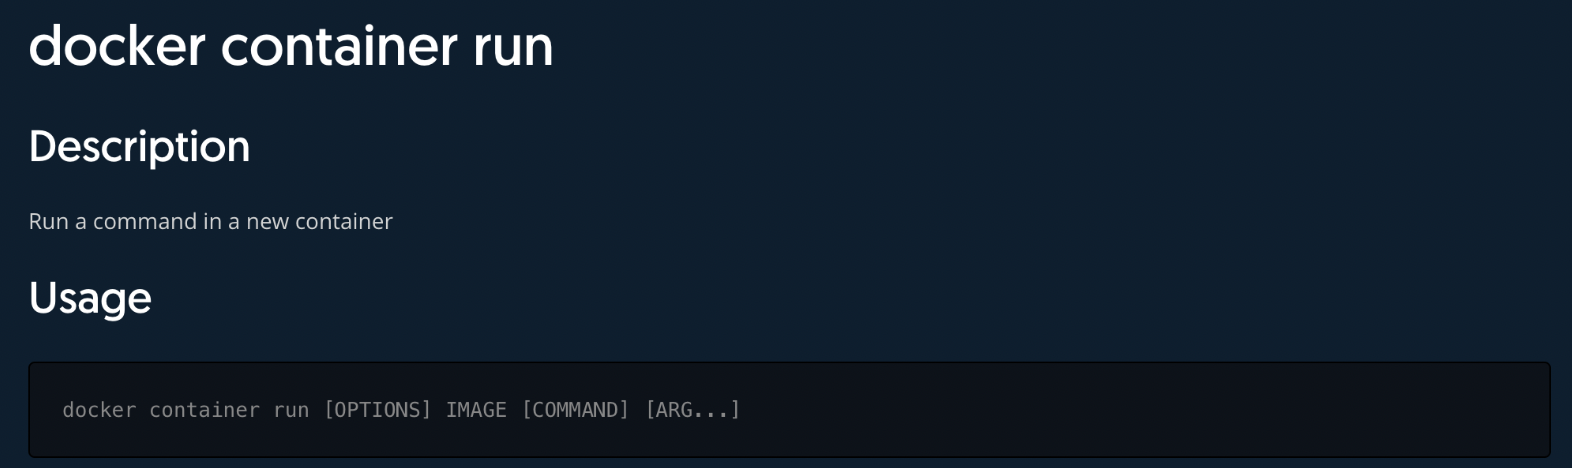 docker container run
Description
Run a command in a new container
Usage
docker container run [OPTIONS] IMAGE [COMMAND] [ARG...]